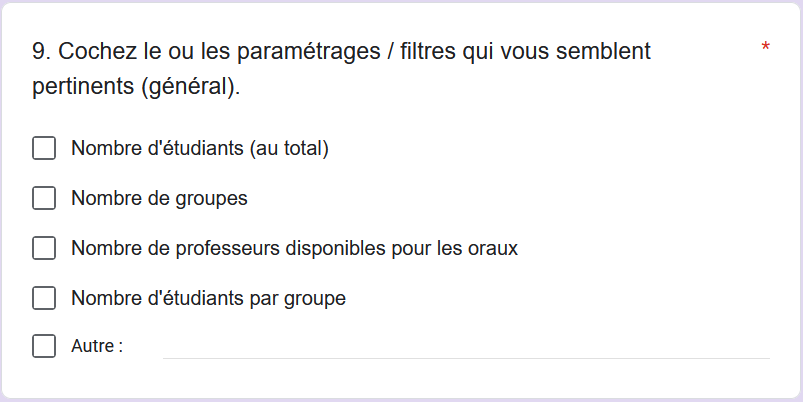 9. Cochez le ou les paramétrages / filtres qui vous semblent *
pertinents (général).
Nombre d'étudiants (au total)
Nombre de groupes
Nombre de professeurs disponibles pour les oraux
Nombre d'étudiants par groupe
Autre :